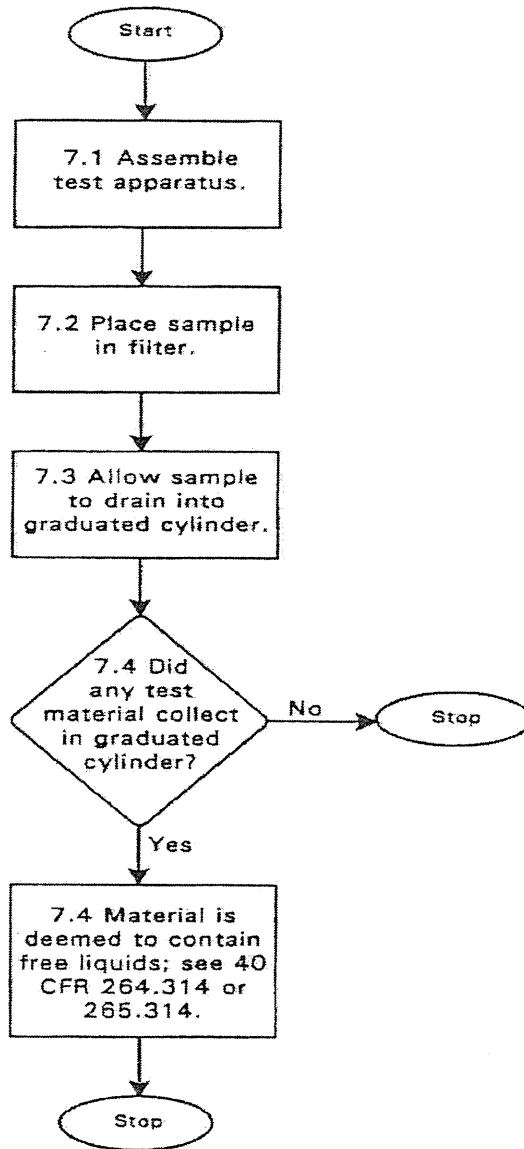 Start
7.1 Assemble
test apparatus.
7.2 Place sample
in filter.
7.3 Allow sample
to drain into
graduated cylinder.
7.4 Did
any test
material collect
in graduated
cylinder?
No
Stop
Yes
7.4 Material is
deemed to contain
free liquids; see 40
CFR 264.314 or
265.314.
Stop